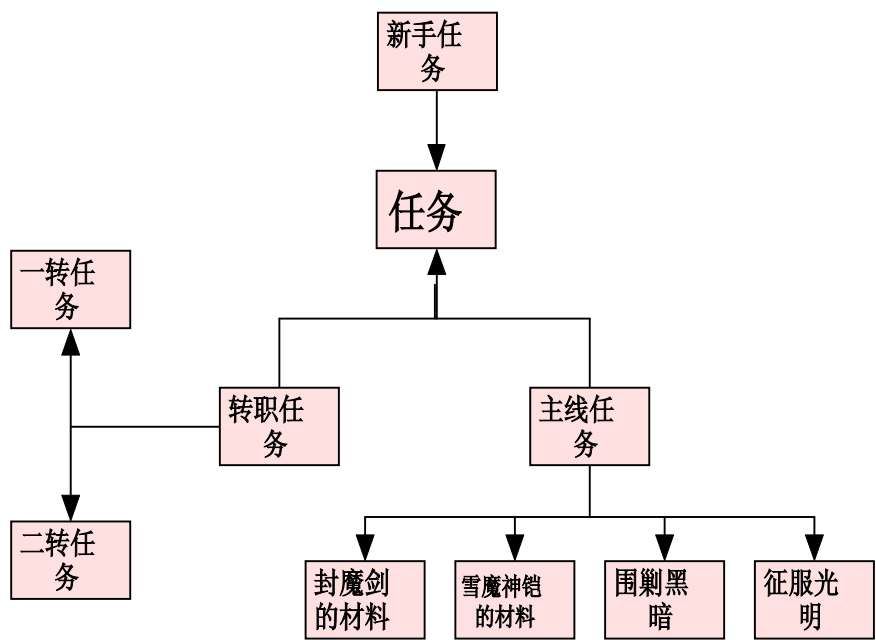 新手任
务
任务
一转任
务
转职任
务
主线任
务
二转任
务
封魔剑
的材料
雪魔神铠
的材料
围剿黑
暗
征服光
明